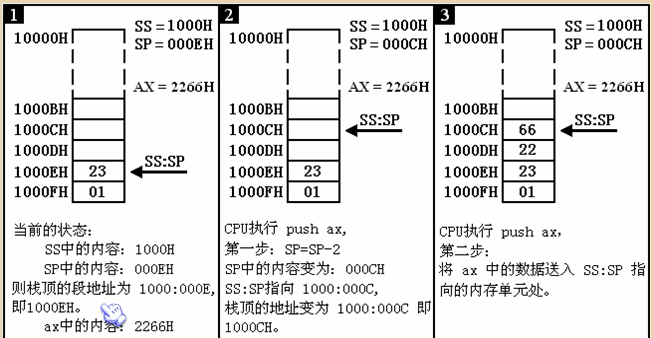 1
SS=1000H
SP=000EH
10000H
AX=2266H
1000BH
1000CH
1000DH
SS:SP
1000EH 23
1000FH 01
当前的状态:
SS中的内容: 1000H
SP中的内容: 000EH
则栈顶的段地址为 1000:000E,
即1000EH。
ax中的内容: 2266H
2
SS=1000H
SP=000CH
10000H
AX=2266H
1000BH
SS:SP
1000CH
1000DH
1000EH 23
1000FH 01
CPU执行 push ax,
第一步: SP=SP-2
SP中的内容变为: 000CH
SS:SP指向 1000:000C,
栈顶的地址变为 1000:000C 即
1000CH。
3
SS=1000H
SP=000CH
10000H
AX=2266H
1000BH
SS:SP
1000CH 66
1000DH 22
1000EH 23
1000FH 01
CPU执行 push ax,
第二步:
将 ax 中的数据送入 SS:SP 指
向的内存单元处。